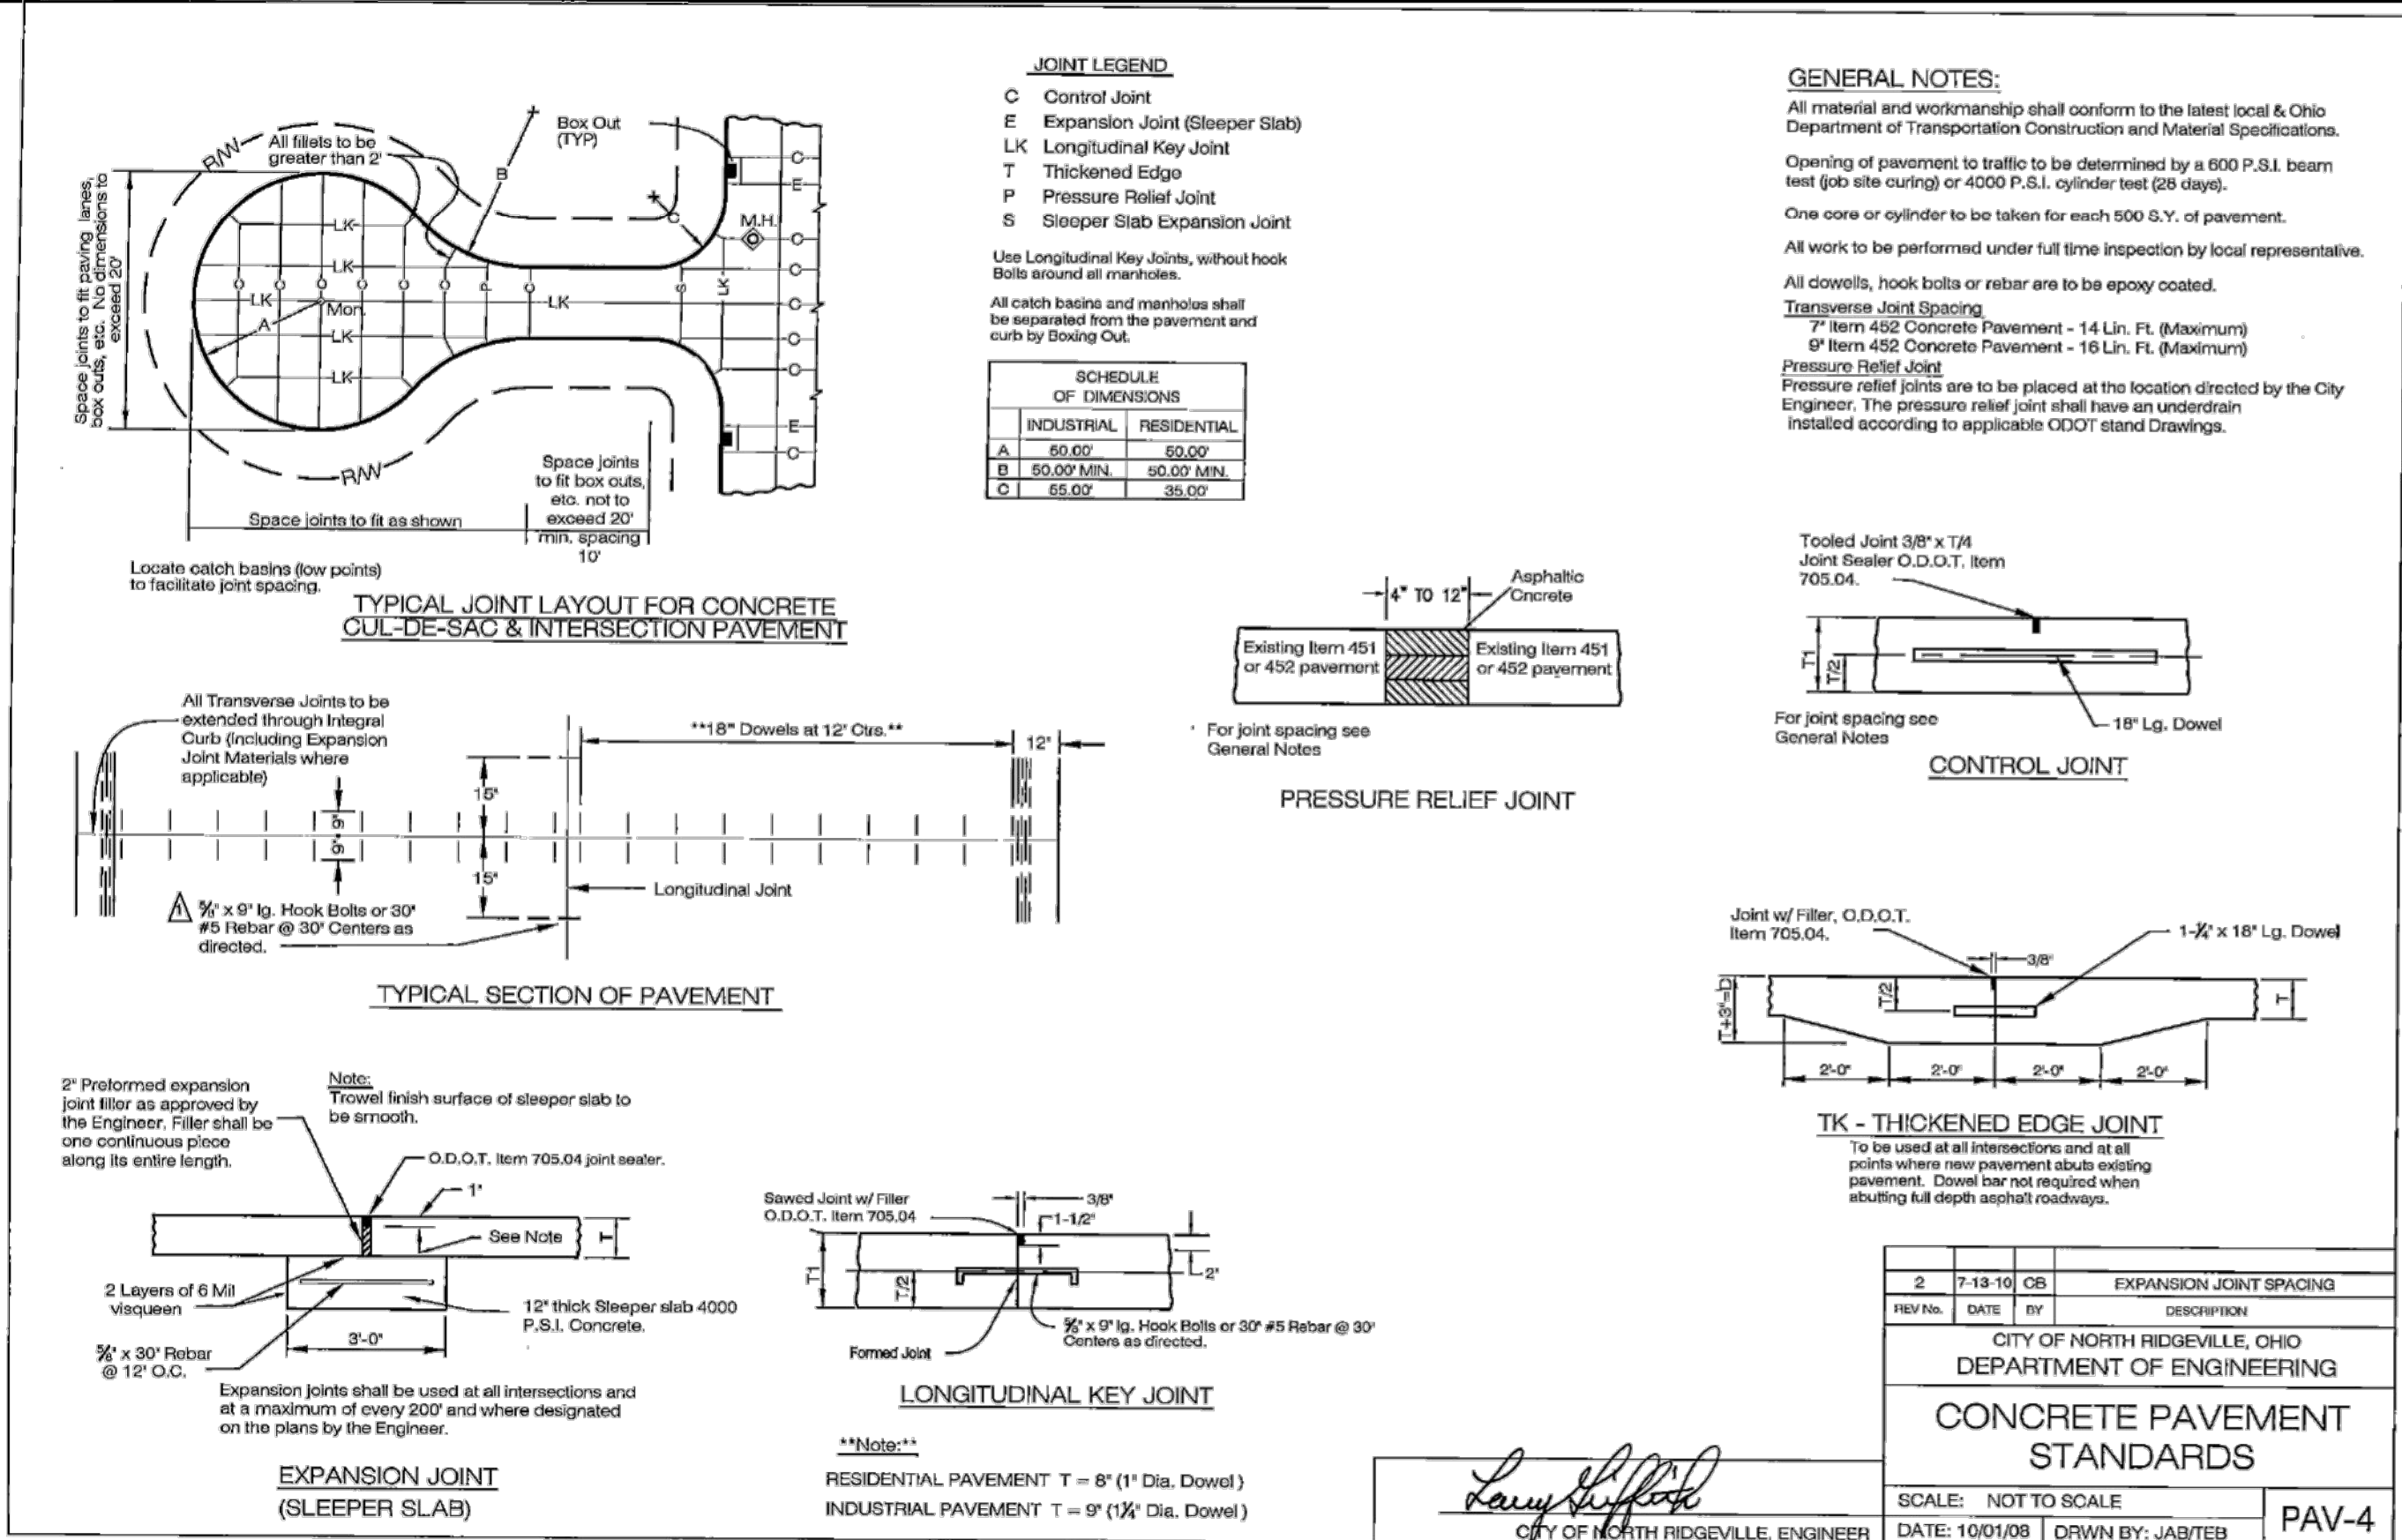 R/W
All fillets to be
greater than 2'
Space joints to fit paving lanes,
box outs, etc. No dimensions to
exceed 20'
Box Out
(TYP)
B
C
M.H.
C
E
C
C
C
C
C
E
C
LK
LK
LK
LK
LK
LK
LK
C
C
C
C
C
C
P
C
S
Mon.
A
R/W
Space joints to fit as shown
Space joints
to fit box outs,
etc. not to
exceed 20'
min. spacing
10'
Locate catch basins (low points)
to facilitate joint spacing.
TYPICAL JOINT LAYOUT FOR CONCRETE
CUL-DE-SAC & INTERSECTION PAVEMENT
JOINT LEGEND
C Control Joint
E Expansion Joint (Sleeper Slab)
LK Longitudinal Key Joint
T Thickened Edge
P Pressure Relief Joint
S Sleeper Slab Expansion Joint
Use Longitudinal Key Joints, without hook
Bolts around all manholes.
All catch basins and manholes shall
be separated from the pavement and
curb by Boxing Out.
SCHEDULE
OF DIMENSIONS
INDUSTRIAL RESIDENTIAL
A 50.00' 50.00'
B 50.00' MIN. 50.00' MIN.
C 55.00' 35.00'
GENERAL NOTES:
All material and workmanship shall conform to the latest local & Ohio
Department of Transportation Construction and Material Specifications.
Opening of pavement to traffic to be determined by a 600 P.S.I. beam
test (job site curing) or 4000 P.S.I. cylinder test (28 days).
One core or cylinder to be taken for each 500 S.Y. of pavement.
All work to be performed under full time inspection by local representative.
All dowells, hook bolts or rebar are to be epoxy coated.
Transverse Joint Spacing
7" Item 452 Concrete Pavement - 14 Lin. Ft. (Maximum)
9" Item 452 Concrete Pavement - 16 Lin. Ft. (Maximum)
Pressure Relief Joint
Pressure relief joints are to be placed at the location directed by the City
Engineer. The pressure relief joint shall have an underdrain
installed according to applicable ODOT stand Drawings.
4" TO 12"
Asphaltic
Cncrete
Existing Item 451
or 452 pavement
Existing Item 451
or 452 pavement
For joint spacing see
General Notes
PRESSURE RELIEF JOINT
Tooled Joint 3/8" x T/4
Joint Sealer O.D.O.T. Item
705.04.
T1
T/2
For joint spacing see
General Notes
18" Lg. Dowel
CONTROL JOINT
All Transverse Joints to be
extended through Integral
Curb (Including Expansion
Joint Materials where
applicable)
**18" Dowels at 12" Ctrs.**
12"
15"
9"
9"
15"
Longitudinal Joint
1
5/8" x 9" lg. Hook Bolts or 30"
#5 Rebar @ 30" Centers as
directed.
TYPICAL SECTION OF PAVEMENT
Joint w/ Filler, O.D.O.T.
Item 705.04.
1-1/4" x 18" Lg. Dowel
3/8"
T/2
T+3"=b
T
2'-0" 2'-0" 2'-0" 2'-0"
TK - THICKENED EDGE JOINT
To be used at all intersections and at all
points where new pavement abuts existing
pavement. Dowel bar not required when
abutting full depth asphalt roadways.
2" Preformed expansion
joint filler as approved by
the Engineer. Filler shall be
one continuous piece
along its entire length.
Note:
Trowel finish surface of sleeper slab to
be smooth.
O.D.O.T. Item 705.04 joint sealer.
1"
See Note
T
2 Layers of 6 Mil
visqueen
12" thick Sleeper slab 4000
P.S.I. Concrete.
3'-0"
5/8" x 30" Rebar
@ 12" O.C.
Expansion joints shall be used at all intersections and
at a maximum of every 200' and where designated
on the plans by the Engineer.
EXPANSION JOINT
(SLEEPER SLAB)
Sawed Joint w/ Filler
O.D.O.T. Item 705.04
3/8"
1-1/2"
T1
T/2
2"
5/8" x 9" lg. Hook Bolts or 30" #5 Rebar @ 30"
Centers as directed.
Formed Joint
LONGITUDINAL KEY JOINT
**Note:**
RESIDENTIAL PAVEMENT T = 8" (1" Dia. Dowel)
INDUSTRIAL PAVEMENT T = 9" (1¼" Dia. Dowel)
2 7-13-10 CB EXPANSION JOINT SPACING
REV No. DATE BY DESCRIPTION
CITY OF NORTH RIDGEVILLE, OHIO
DEPARTMENT OF ENGINEERING
CONCRETE PAVEMENT
STANDARDS
SCALE: NOT TO SCALE
PAV-4
DATE: 10/01/08 DRWN BY: JAB/TEB
Larry Griffith
CITY OF NORTH RIDGEVILLE, ENGINEER